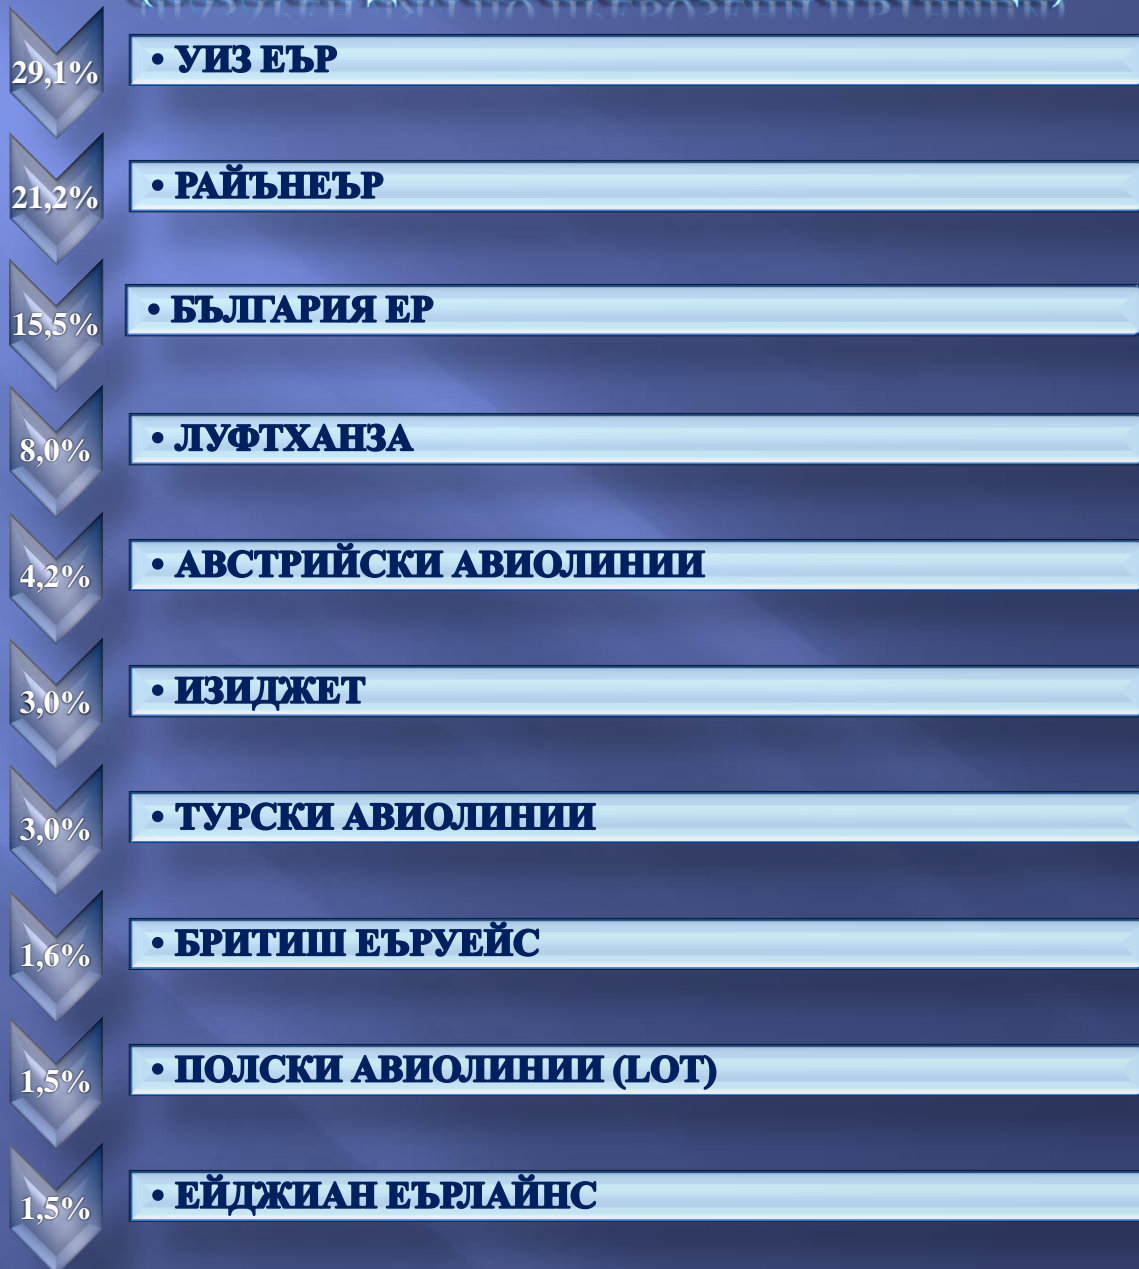 29,1%
• УИЗ ЕЪР
21,2%
• РАЙЪНЕЪР
15,5%
• БЪЛГАРИЯ ЕР
8,0%
• ЛУФТХАНЗА
4,2%
• АВСТРИЙСКИ АВИОЛИНИИ
3,0%
• ИЗИДЖЕТ
3,0%
• ТУРСКИ АВИОЛИНИИ
1,6%
• БРИТИШ ЕЪРУЕЙС
1,5%
• ПОЛСКИ АВИОЛИНИИ (LOT)
1,5%
• ЕЙДЖИАН ЕЪРЛАЙНС